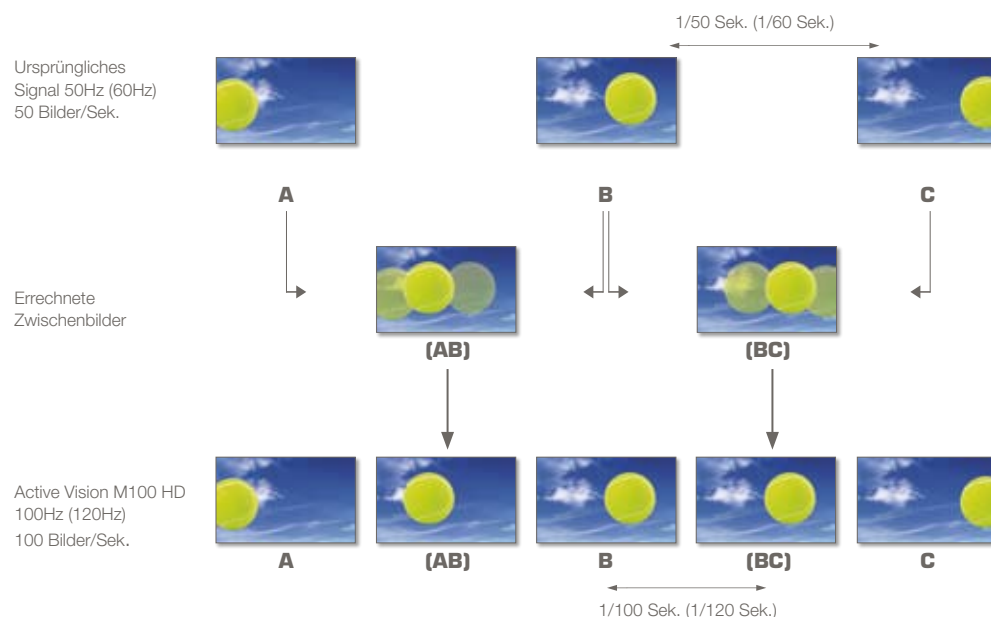 1/50 Sek. (1/60 Sek.)
Ursprüngliches
Signal 50Hz (60Hz)
50 Bilder/Sek.
A
B
C
Errechnete
Zwischenbilder
(AB)
(BC)
Active Vision M100 HD
100Hz (120Hz)
100 Bilder/Sek.
A
(AB)
B
(BC)
C
1/100 Sek. (1/120 Sek.)